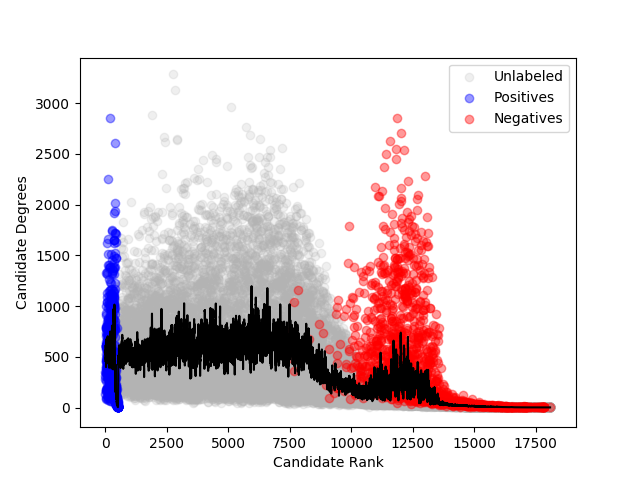 Unlabeled
Positives
Negatives
3000
2500
2000
1500
1000
500
0
Candidate Degrees
0 2500 5000 7500 10000 12500 15000 17500
Candidate Rank